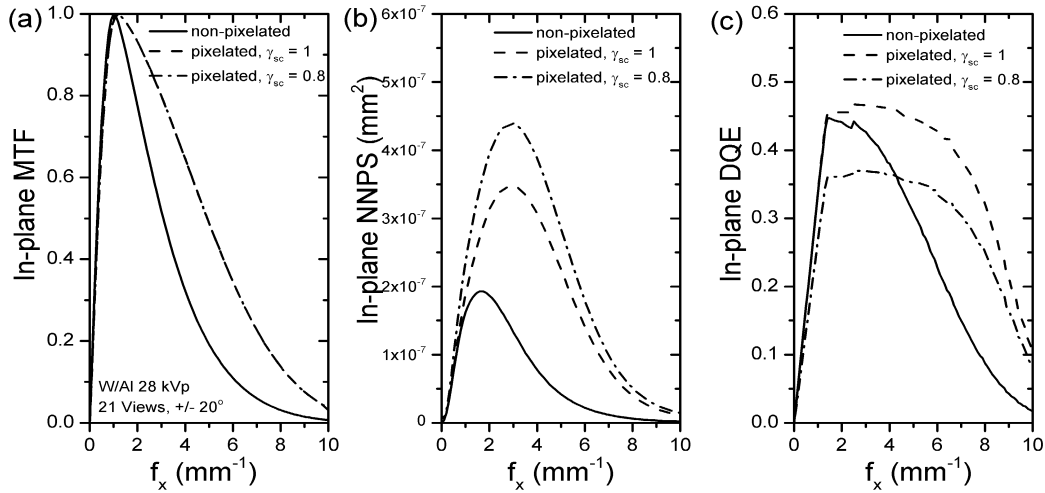 (a)
In-plane MTF
1.0
0.8
0.6
0.4
0.2
0.0
non-pixelated
pixelated, γsc = 1
pixelated, γsc = 0.8
W/Al 28 kVp
21 Views, +/- 20°
0 2 4 6 8 10
fx (mm-1)
(b)
In-plane NNPS (mm2)
6x10-7
5x10-7
4x10-7
3x10-7
2x10-7
1x10-7
0
non-pixelated
pixelated, γsc = 1
pixelated, γsc = 0.8
0 2 4 6 8 10
fx (mm-1)
(c)
In-plane DQE
0.6
0.5
0.4
0.3
0.2
0.1
0.0
non-pixelated
pixelated, γsc = 1
pixelated, γsc = 0.8
0 2 4 6 8 10
fx (mm-1)